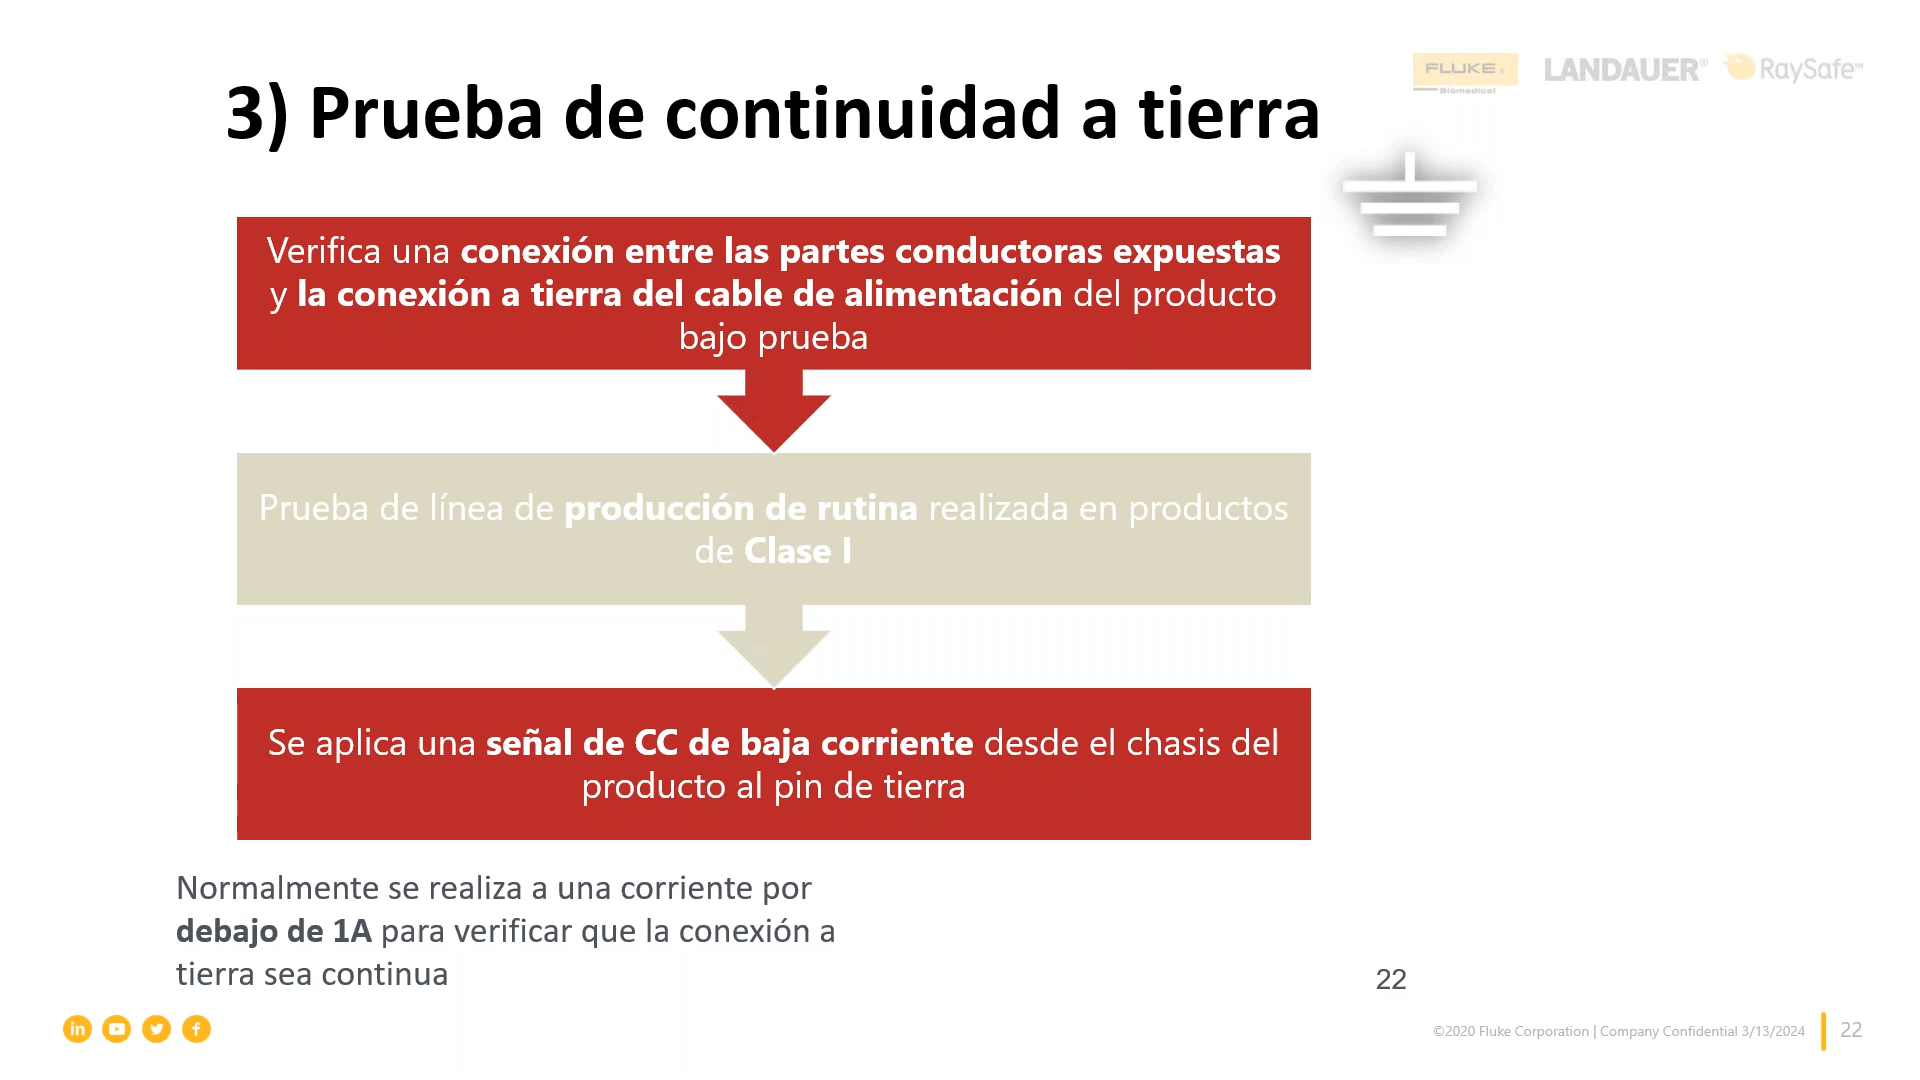 FLUKE ®
Biomedical
LANDAUER®
RaySafe™
3) Prueba de continuidad a tierra
Verifica una conexión entre las partes conductoras expuestas
y la conexión a tierra del cable de alimentación del producto
bajo prueba
Prueba de línea de producción de rutina realizada en productos
de Clase I
Se aplica una señal de CC de baja corriente desde el chasis del
producto al pin de tierra
Normalmente se realiza a una corriente por
debajo de 1A para verificar que la conexión a
tierra sea continua
22
in
f
©2020 Fluke Corporation | Company Confidential 3/13/2024
22